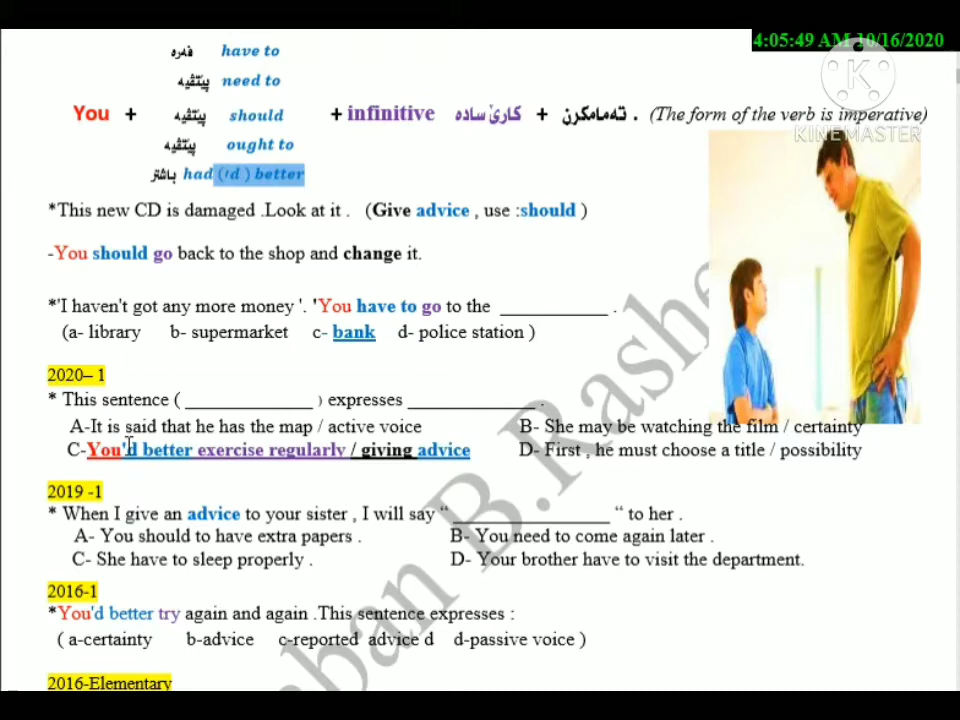 4:05:49 AM 10/16/2020
K
KINEMASTER
فەرە have to
پێتڤیە need to
You + پێتڤیە should + infinitive کارێ سادە + تەمامکرن . (The form of the verb is imperative)
پێتڤیە ought to
باشتر had ('d ) better
*This new CD is damaged .Look at it . (Give advice , use :should )
-You should go back to the shop and change it.
*'I haven't got any more money '. 'You have to go to the __________ .
(a- library b- supermarket c- bank d- police station )
2020– 1
* This sentence ( ____________ ) expresses ____________ .
A-It is said that he has the map / active voice B- She may be watching the film / certainty
C-You'd better exercise regularly / giving advice D- First , he must choose a title / possibility
2019 -1
* When I give an advice to your sister , I will say “ _______________ “ to her .
A- You should to have extra papers . B- You need to come again later .
C- She have to sleep properly . D- Your brother have to visit the department.
2016-1
*You'd better try again and again .This sentence expresses :
( a-certainty b-advice c-reported advice d d-passive voice )
2016-Elementary